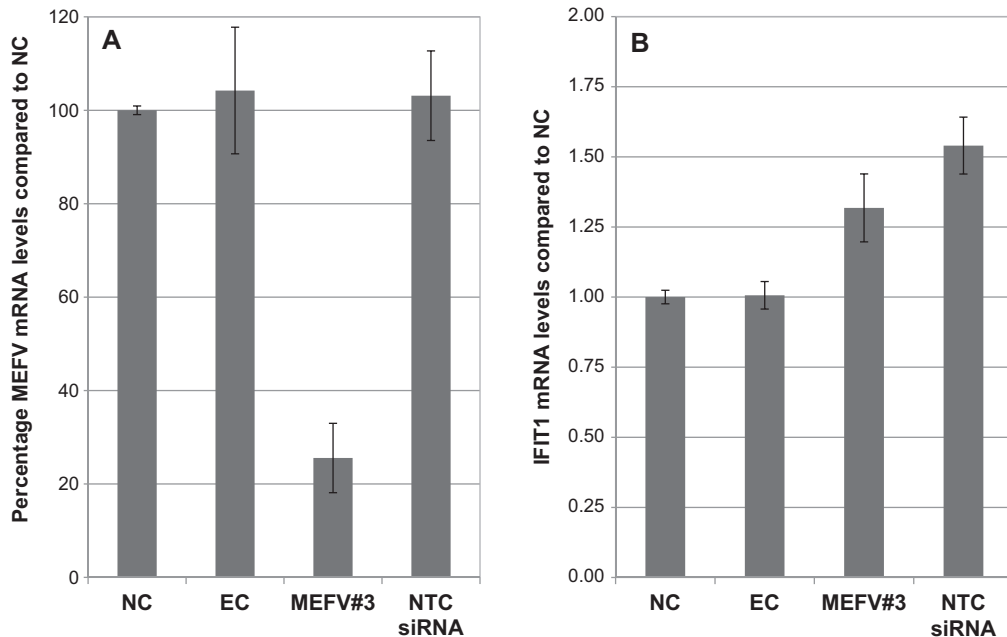 A
Percentage MEFV mRNA levels compared to NC
120
100
80
60
40
20
0
NC
EC
MEFV#3
NTC
siRNA
B
IFIT1 mRNA levels compared to NC
2.00
1.75
1.50
1.25
1.00
0.75
0.50
0.25
0.00
NC
EC
MEFV#3
NTC
siRNA